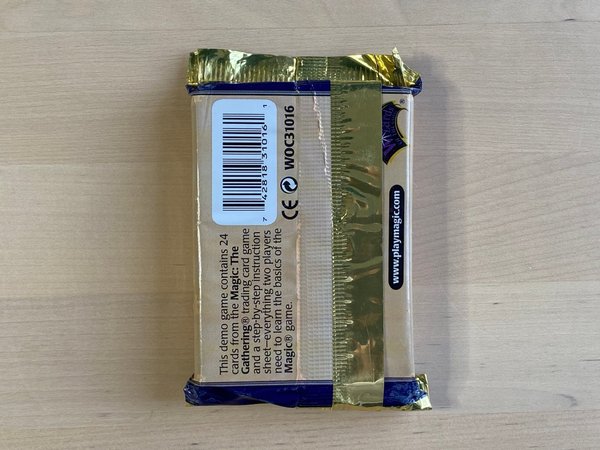 This demo game contains 24
cards from the Magic: The
Gathering® trading card game
and a step-by-step instruction
sheet—everything two players
need to learn the basics of the
Magic® game.
7 42818 31016 1
CE WOC31016
www.playmagic.com
®